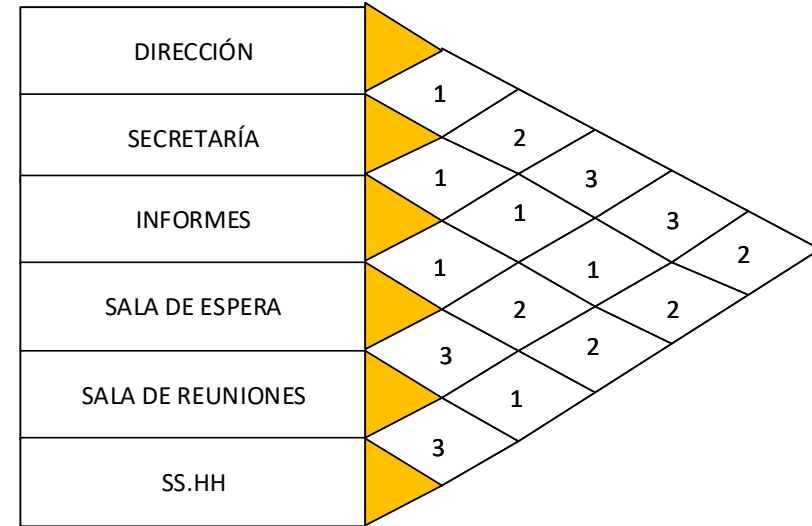 DIRECCIÓN
1
2
SECRETARÍA
1
3
INFORMES
1
3
2
1
1
SALA DE ESPERA
2
2
3
2
SALA DE REUNIONES
1
3
SS.HH